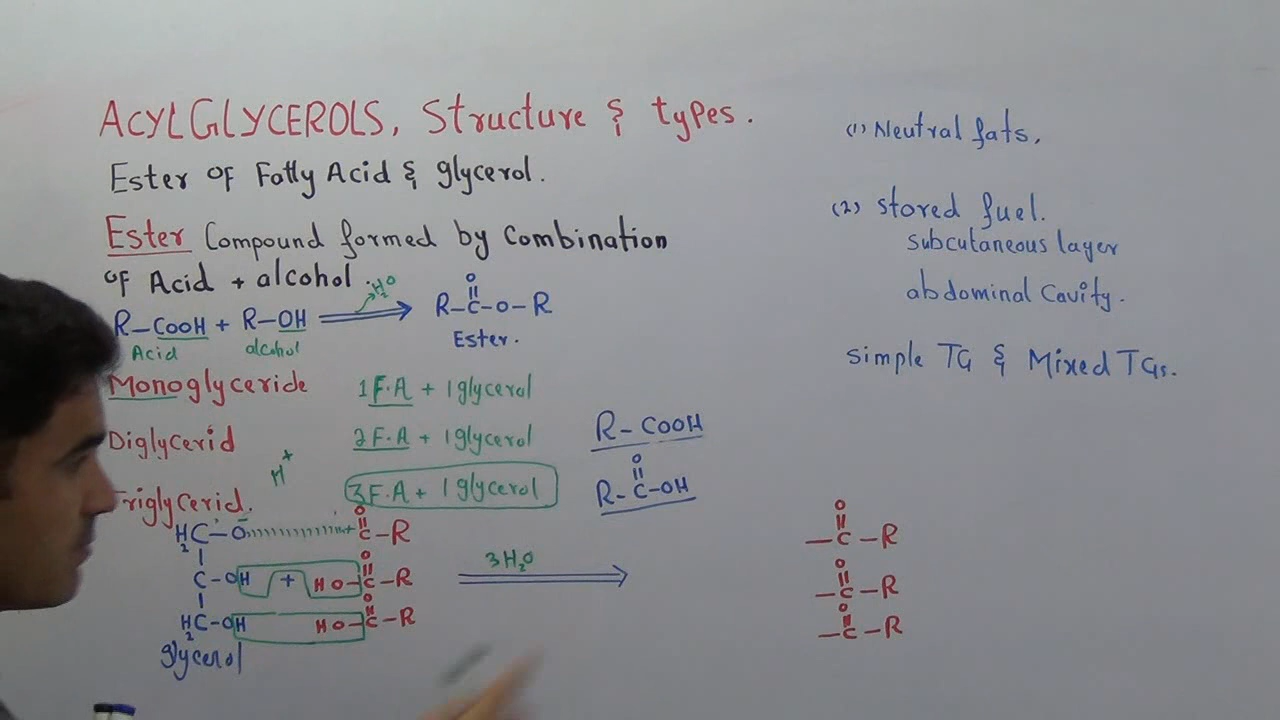 ACYLGLYCEROLS, Structure & types.
Ester of Fatty Acid & glycerol.
Ester Compound formed by Combination
of Acid + alcohol.
H2O
O
R-COOH + R-OH ⟹ R-C-O-R
Acid alcohol Ester.
Monoglyceride 1 F.A + 1 glycerol
Diglycerid 2 F.A + 1 glycerol
H+
riglycerid. 3 F.A + 1 glycerol
R-COOH
O
R-C-OH
O
H2C-O + C-R
O
C-OH + HO-C-R
O
H2C-OH HO-C-R
glycerol
3H2O
O
-C-R
O
-C-R
O
-C-R
(1) Neutral fats.
(2) Stored fuel.
subcutaneous layer
abdominal Cavity.
Simple TG & Mixed TGs.